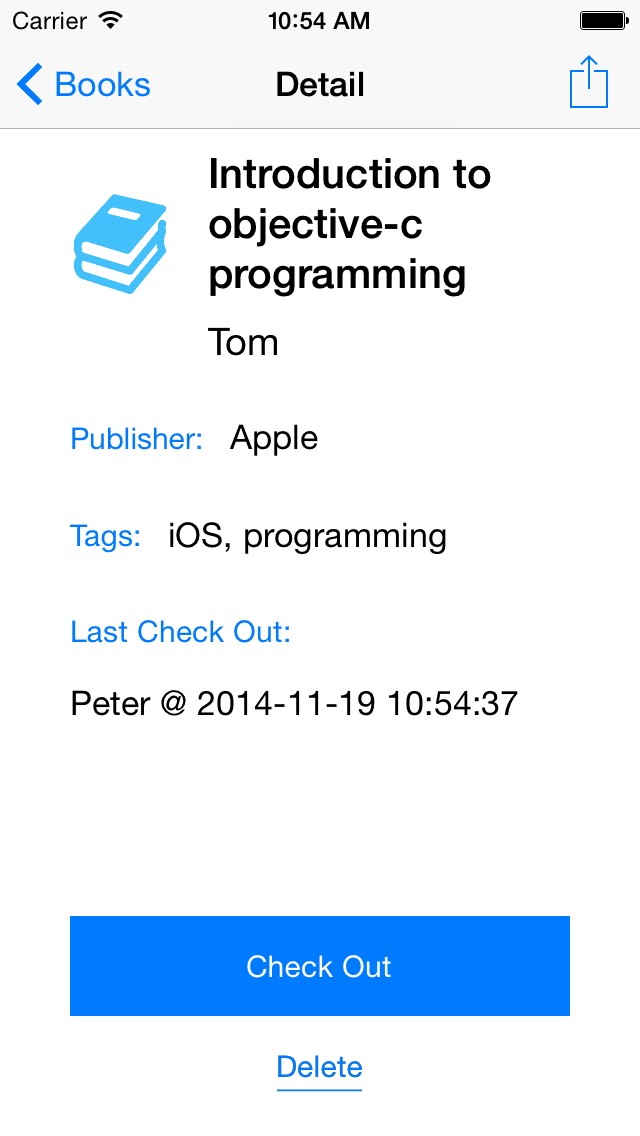 Carrier 10:54 AM
Books Detail
Introduction to
objective-c
programming
Tom
Publisher: Apple
Tags: iOS, programming
Last Check Out:
Peter @ 2014-11-19 10:54:37
Check Out
Delete